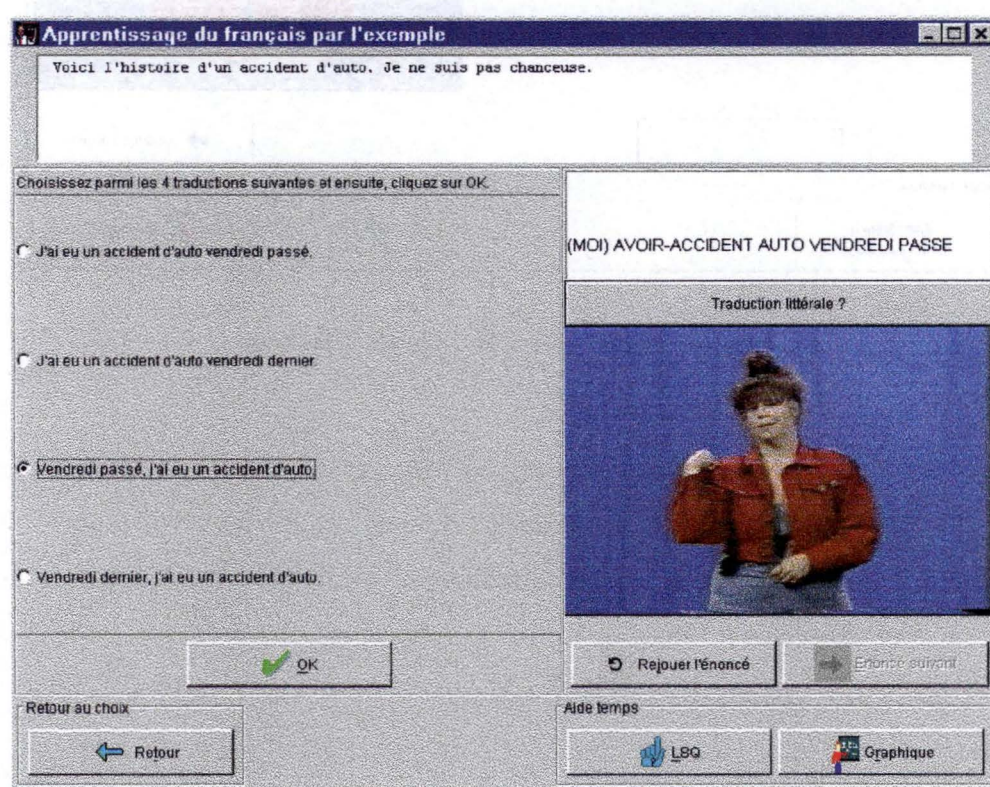 Apprentissage du français par l'exemple
Voici l'histoire d'un accident d'auto. Je ne suis pas chanceuse.
Choisissez parmi les 4 traductions suivantes et ensuite, cliquez sur OK.
J'ai eu un accident d'auto vendredi passé.
J'ai eu un accident d'auto vendredi dernier.
Vendredi passé, j'ai eu un accident d'auto.
Vendredi dernier, j'ai eu un accident d'auto.
OK
(MOI) AVOIR-ACCIDENT AUTO VENDREDI PASSE
Traduction littérale ?
Rejouer l'énoncé
Enoncé suivant
Retour au choix
Retour
Aide temps
LSQ
Graphique